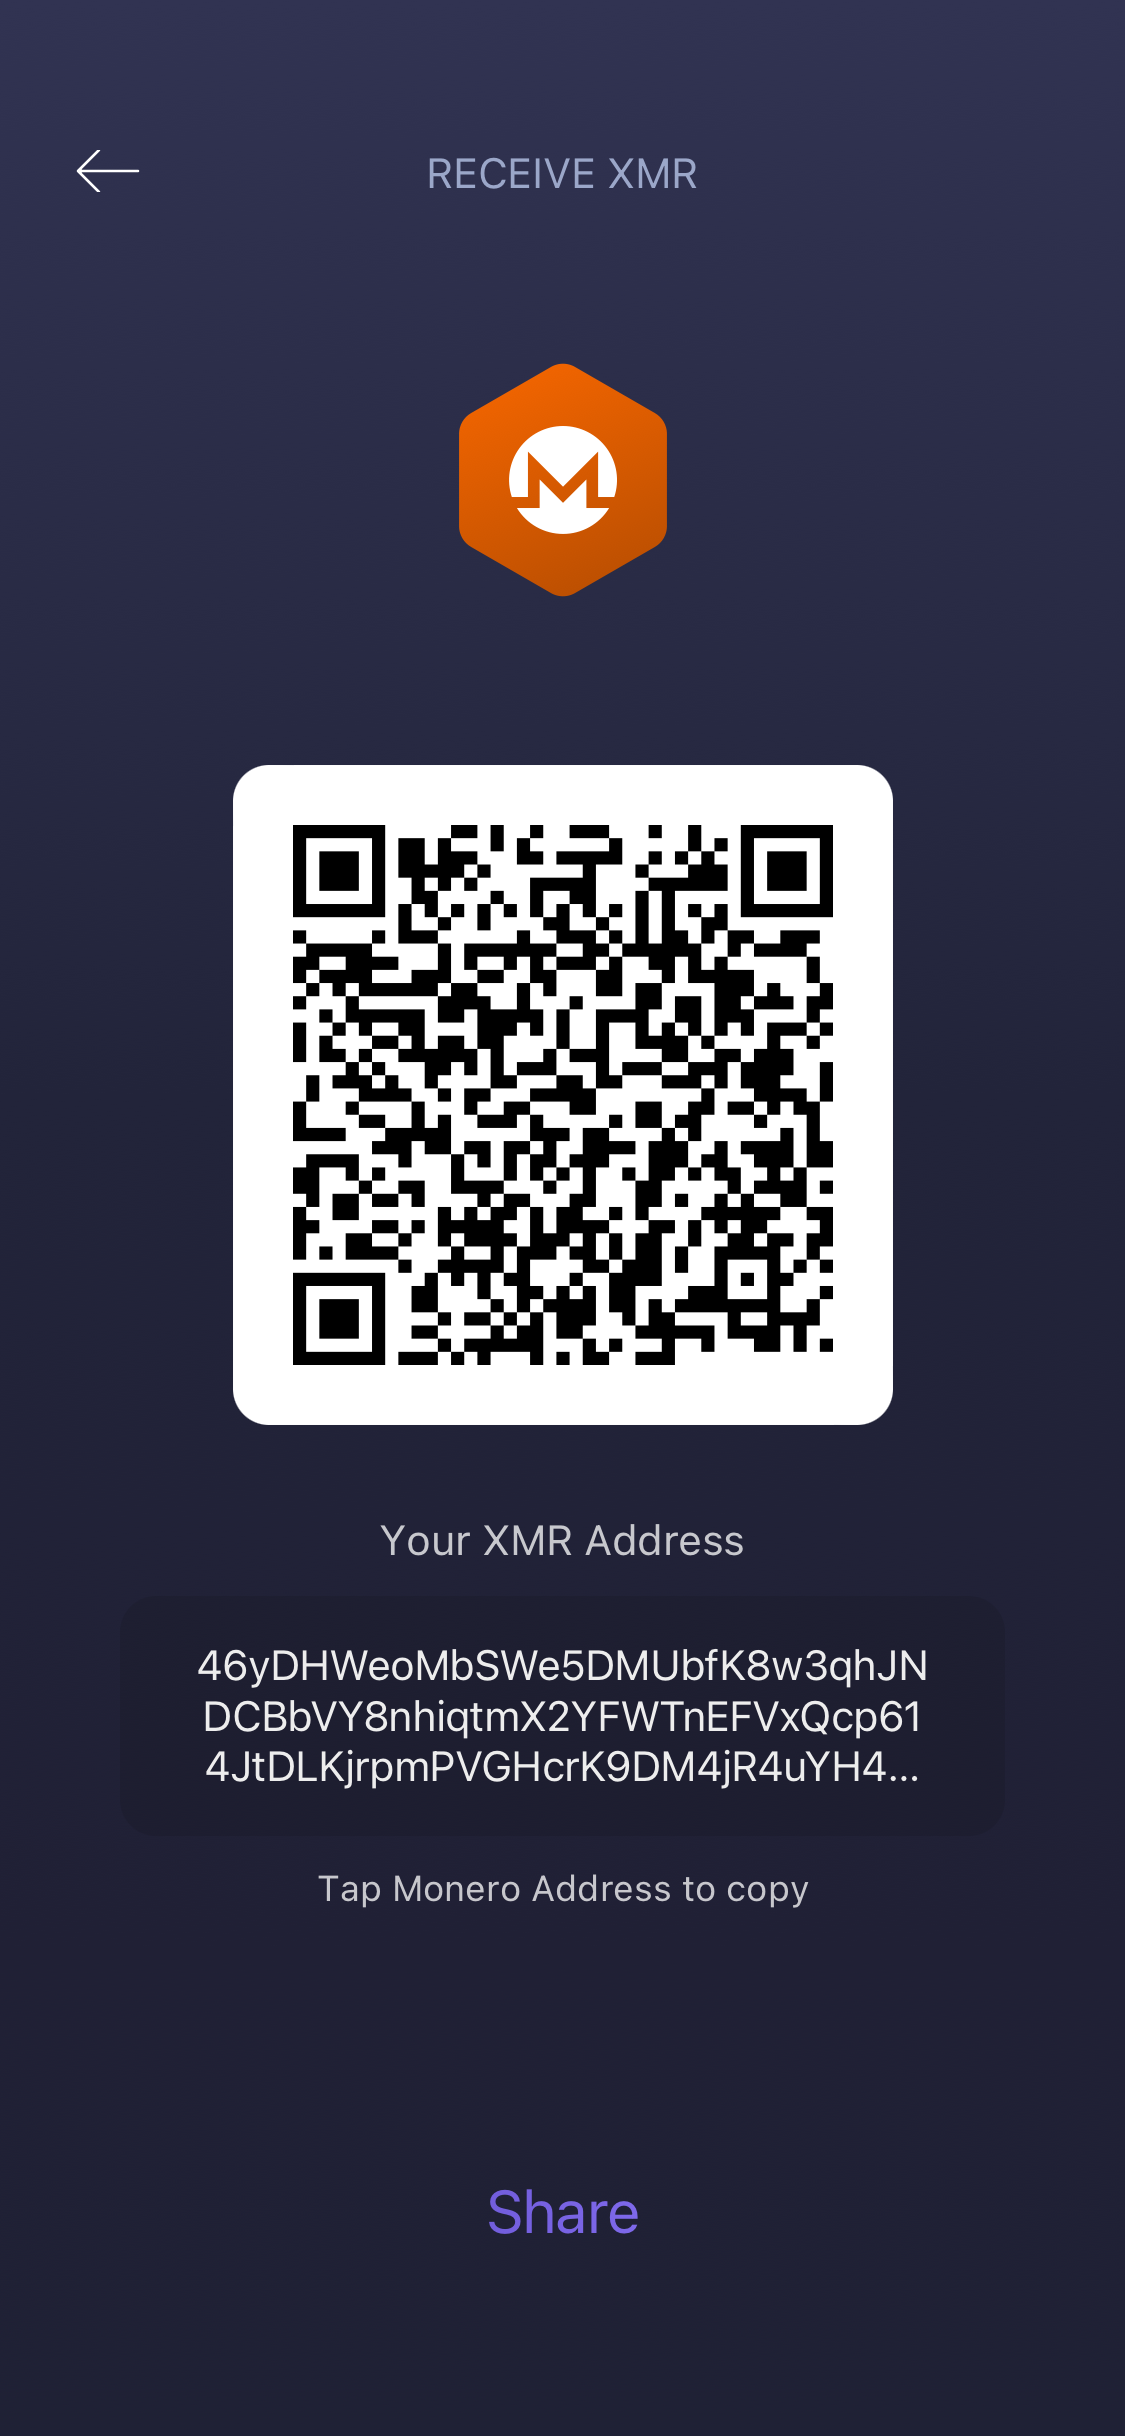 RECEIVE XMR
Your XMR Address
46yDHWeoMbSWe5DMUbfK8w3qhJN
DCBbVY8nhiqtmX2YFWTnEFVxQcp61
4JtDLKjrpmPVGHcrK9DM4jR4uYH4...
Tap Monero Address to copy
Share